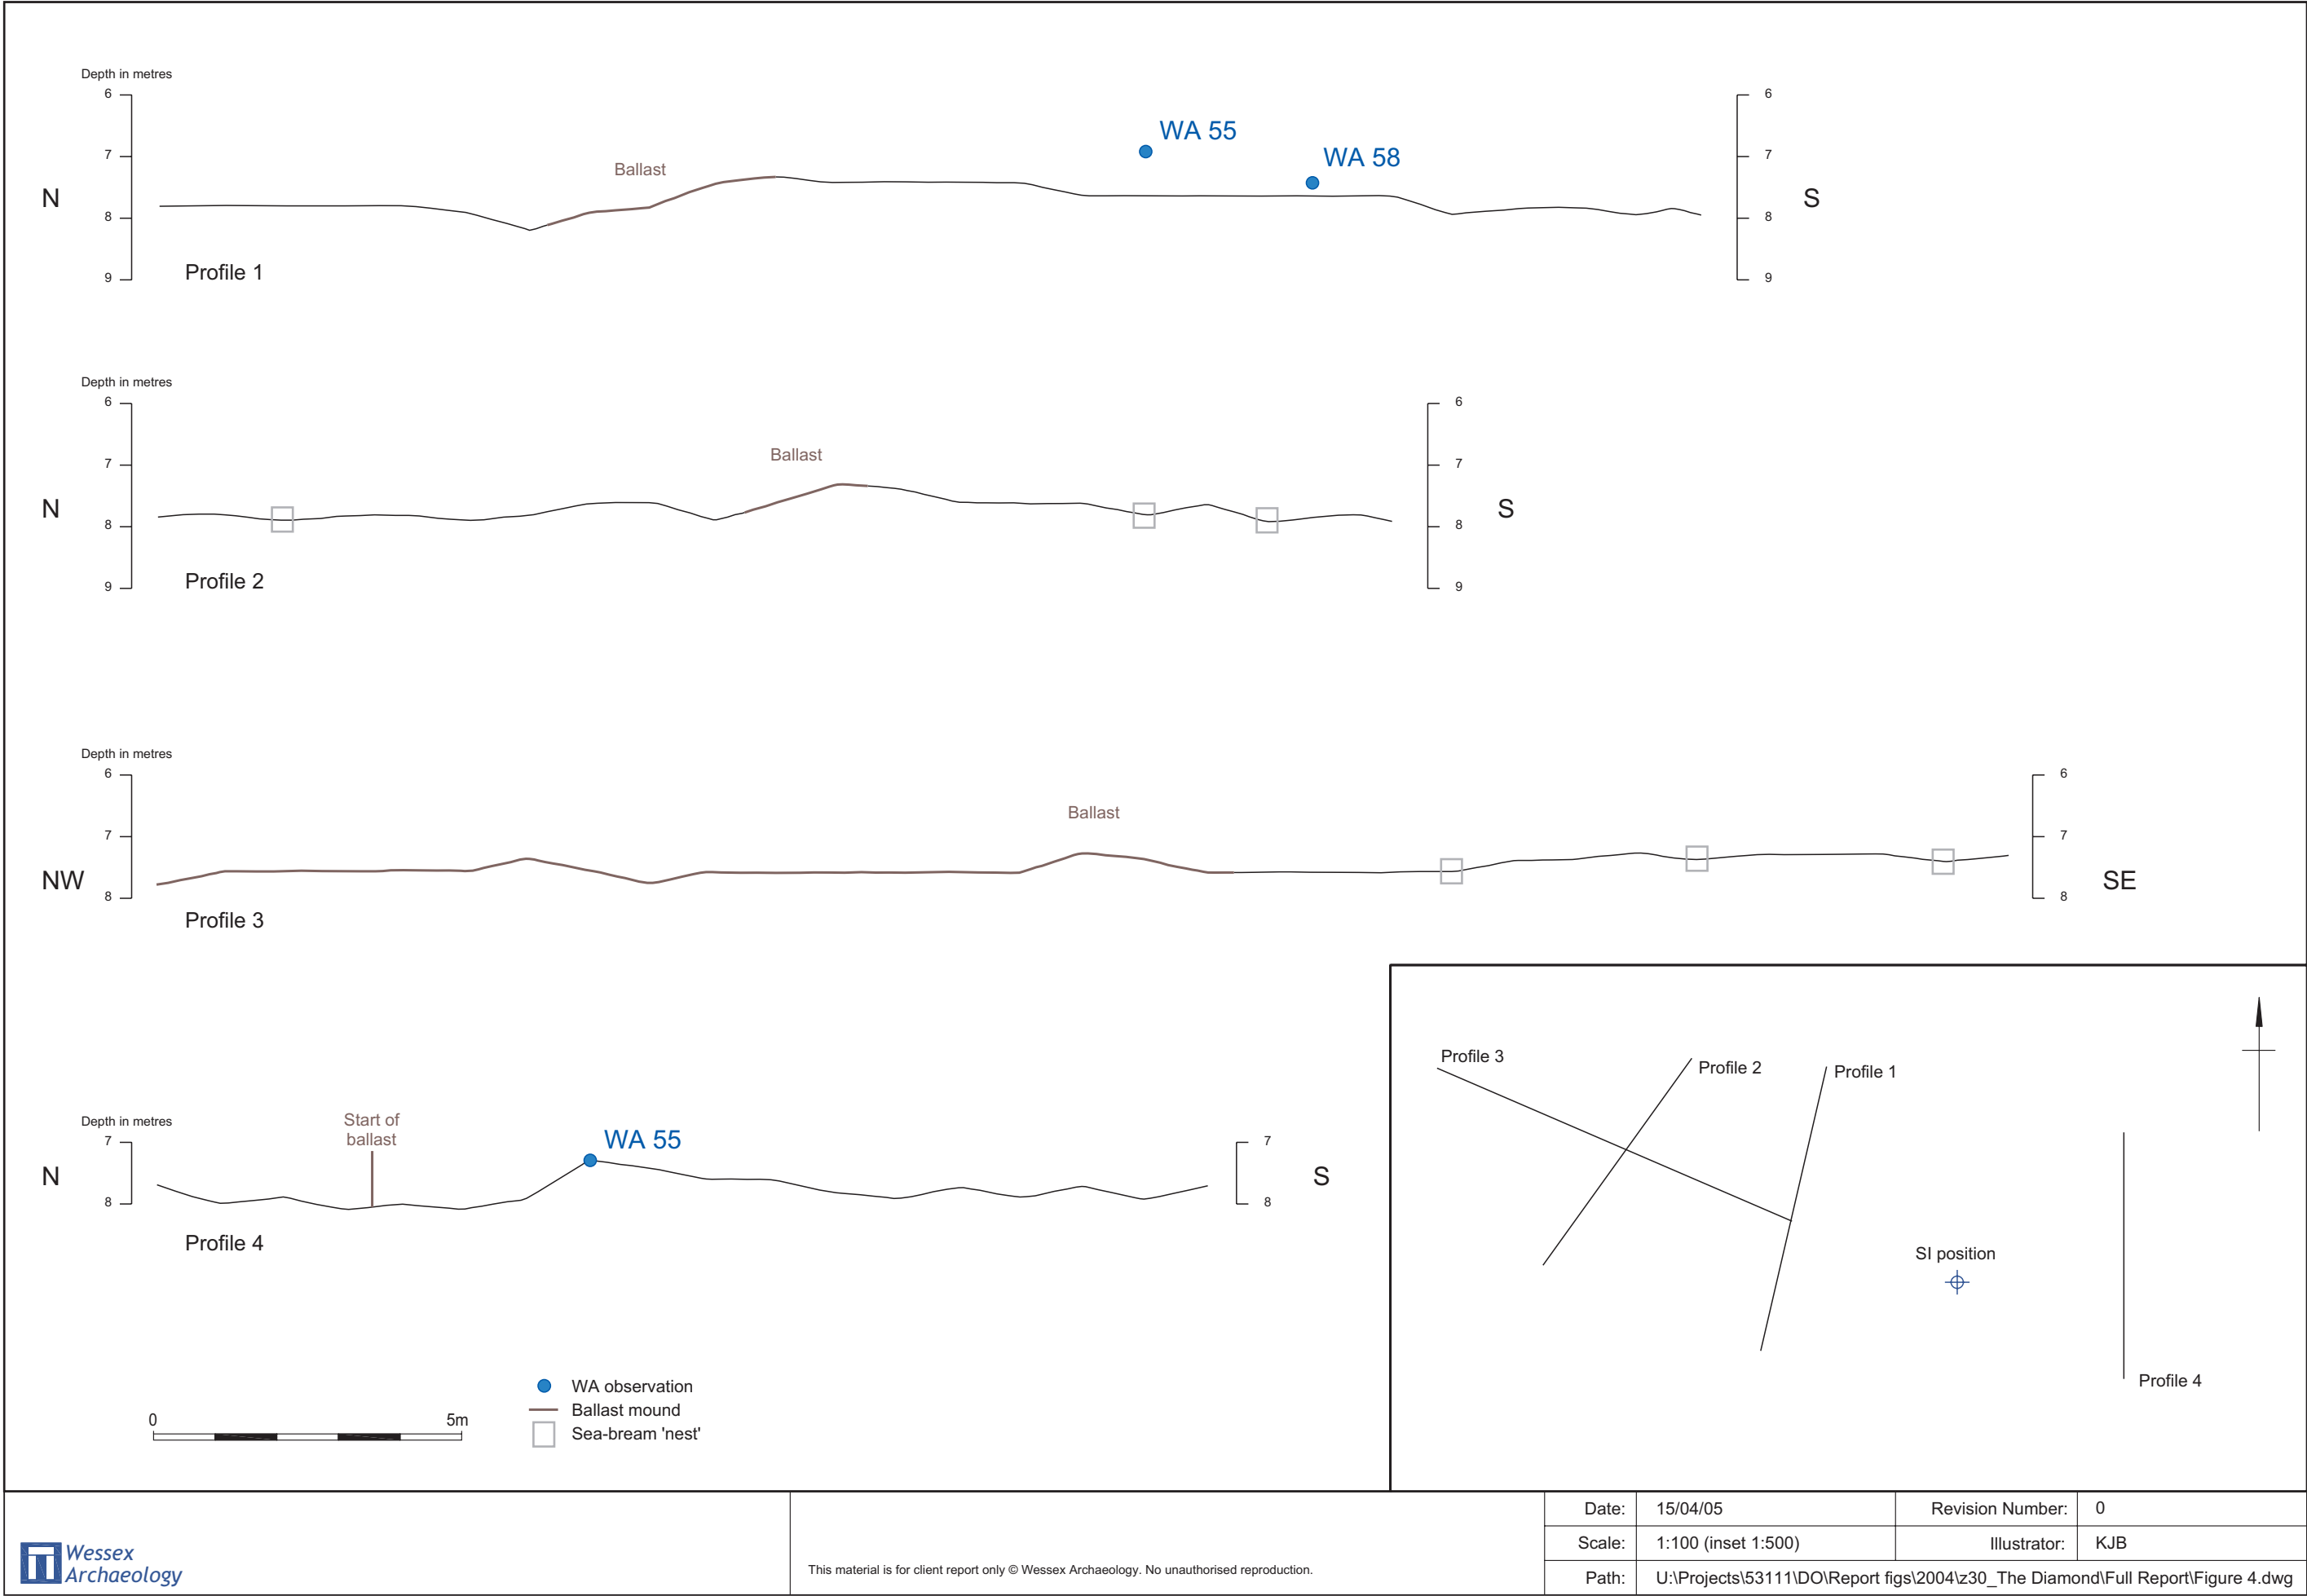 Depth in metres
6
6
WA 55
7
7
WA 58
Ballast
N
S
8
8
Profile 1
9
9
Depth in metres
6
6
Ballast
7
7
N
S
8
8
Profile 2
9
9
Depth in metres
6
6
Ballast
7
7
NW
SE
8
8
Profile 3
Depth in metres
Start of
ballast
7
7
WA 55
N
S
8
8
Profile 4
Profile 3
Profile 2
Profile 1
SI position
Profile 4
0
5m
WA observation
Ballast mound
Sea-bream 'nest'
Wessex
Archaeology
This material is for client report only © Wessex Archaeology. No unauthorised reproduction.
Date: 15/04/05 Revision Number: 0
Scale: 1:100 (inset 1:500) Illustrator: KJB
Path: U:\Projects\53111\DO\Report figs\2004\z30_The Diamond\Full Report\Figure 4.dwg